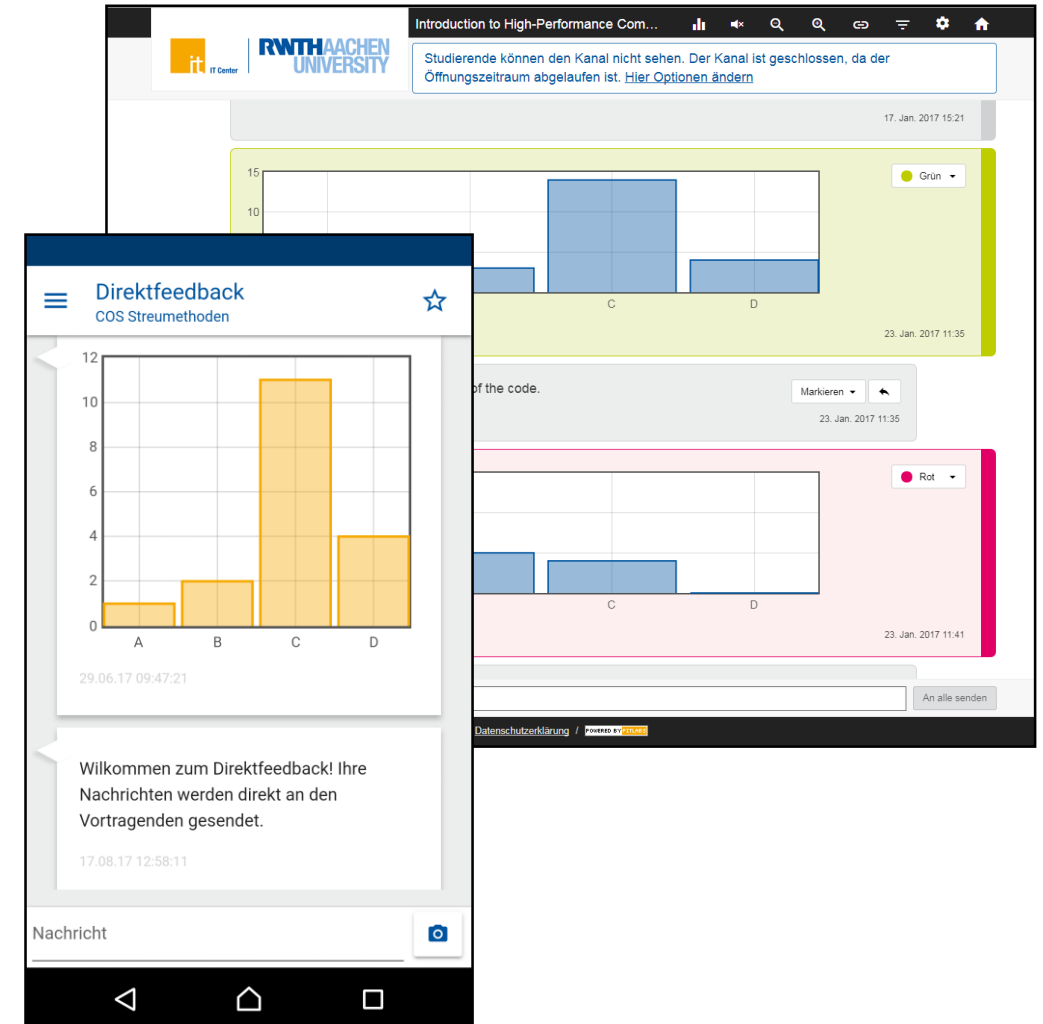 Introduction to High-Performance Com...
it IT Center
RWTHAACHEN
UNIVERSITY
Studierende können den Kanal nicht sehen. Der Kanal ist geschlossen, da der
Öffnungszeitraum abgelaufen ist. Hier Optionen ändern
17. Jan. 2017 15:21
15
10
Grün
C D
23. Jan. 2017 11:35
of the code.
Markieren
23. Jan. 2017 11:35
Rot
C D
23. Jan. 2017 11:41
An alle senden
Datenschutzerklärung / POWERED BY FITLABS
Direktfeedback
COS Streumethoden
12
10
8
6
4
2
0
A B C D
29.06.17 09:47:21
Wilkommen zum Direktfeedback! Ihre
Nachrichten werden direkt an den
Vortragenden gesendet.
17.08.17 12:58:11
Nachricht